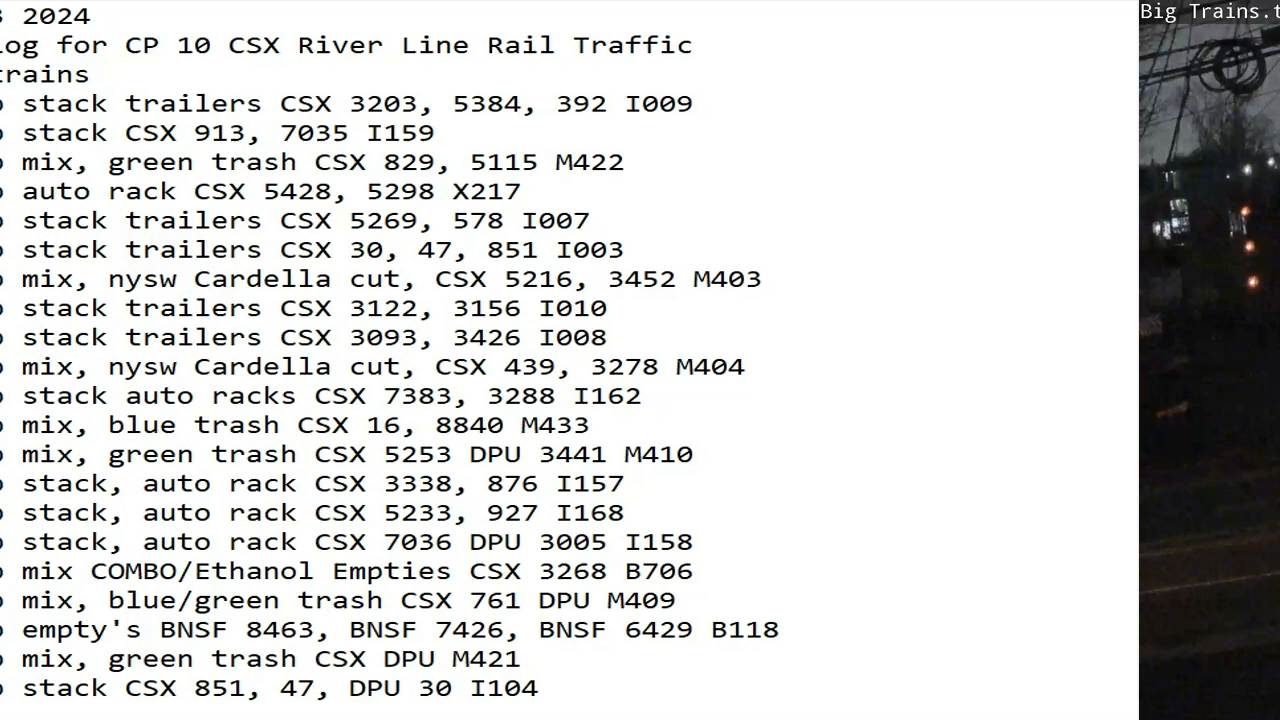 3 2024
og for CP 10 CSX River Line Rail Traffic
trains
stack trailers CSX 3203, 5384, 392 I009
stack CSX 913, 7035 I159
mix, green trash CSX 829, 5115 M422
auto rack CSX 5428, 5298 X217
stack trailers CSX 5269, 578 I007
stack trailers CSX 30, 47, 851 I003
mix, nysw Cardella cut, CSX 5216, 3452 M403
stack trailers CSX 3122, 3156 I010
stack trailers CSX 3093, 3426 I008
mix, nysw Cardella cut, CSX 439, 3278 M404
stack auto racks CSX 7383, 3288 I162
mix, blue trash CSX 16, 8840 M433
mix, green trash CSX 5253 DPU 3441 M410
stack, auto rack CSX 3338, 876 I157
stack, auto rack CSX 5233, 927 I168
stack, auto rack CSX 7036 DPU 3005 I158
mix COMBO/Ethanol Empties CSX 3268 B706
mix, blue/green trash CSX 761 DPU M409
empty's BNSF 8463, BNSF 7426, BNSF 6429 B118
mix, green trash CSX DPU M421
stack CSX 851, 47, DPU 30 I104
Big Trains.t